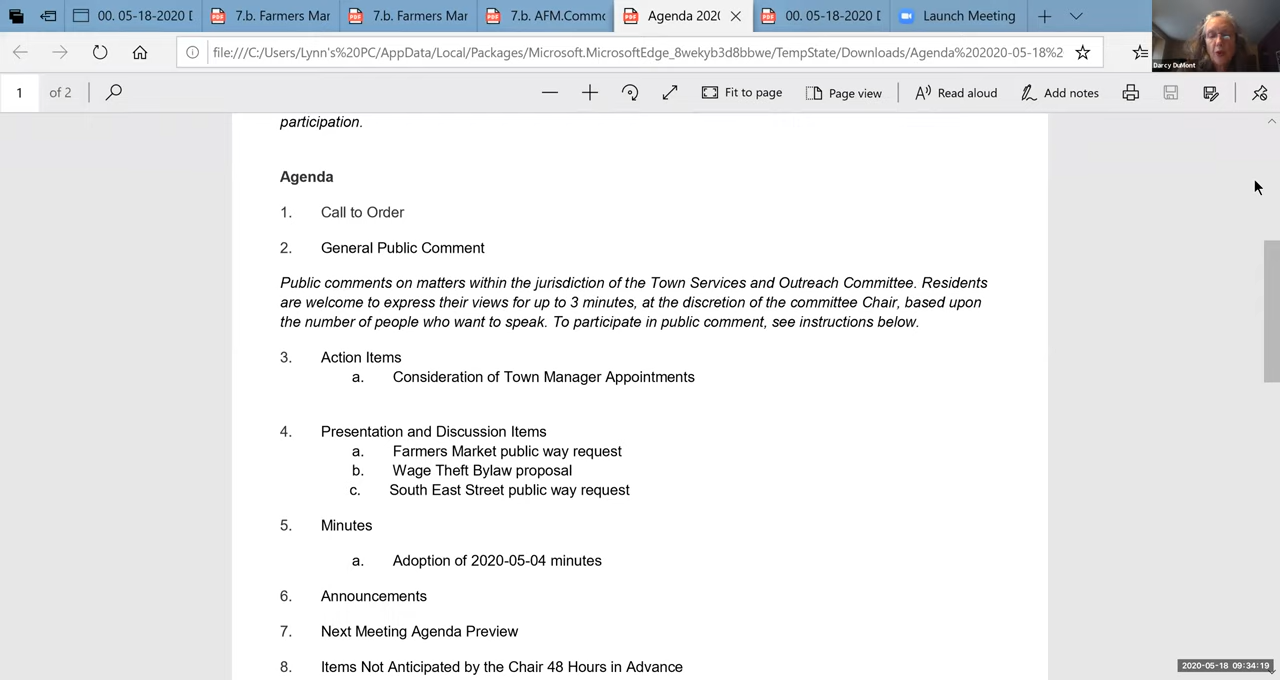 00. 05-18-2020 [
7.b. Farmers Mar
7.b. Farmers Mar
7.b. AFM.Commo
Agenda 202(
00. 05-18-2020 [
Launch Meeting
file:///C:/Users/Lynn's%20PC/AppData/Local/Packages/Microsoft.MicrosoftEdge_8wekyb3d8bbwe/TempState/Downloads/Agenda%202020-05-18%2
Darcy DuMont
1 of 2
Fit to page
Page view
Read aloud
Add notes
participation.
Agenda
1. Call to Order
2. General Public Comment
Public comments on matters within the jurisdiction of the Town Services and Outreach Committee. Residents
are welcome to express their views for up to 3 minutes, at the discretion of the committee Chair, based upon
the number of people who want to speak. To participate in public comment, see instructions below.
3. Action Items
a. Consideration of Town Manager Appointments
4. Presentation and Discussion Items
a. Farmers Market public way request
b. Wage Theft Bylaw proposal
c. South East Street public way request
5. Minutes
a. Adoption of 2020-05-04 minutes
6. Announcements
7. Next Meeting Agenda Preview
8. Items Not Anticipated by the Chair 48 Hours in Advance
2020-05-18 09:34:19